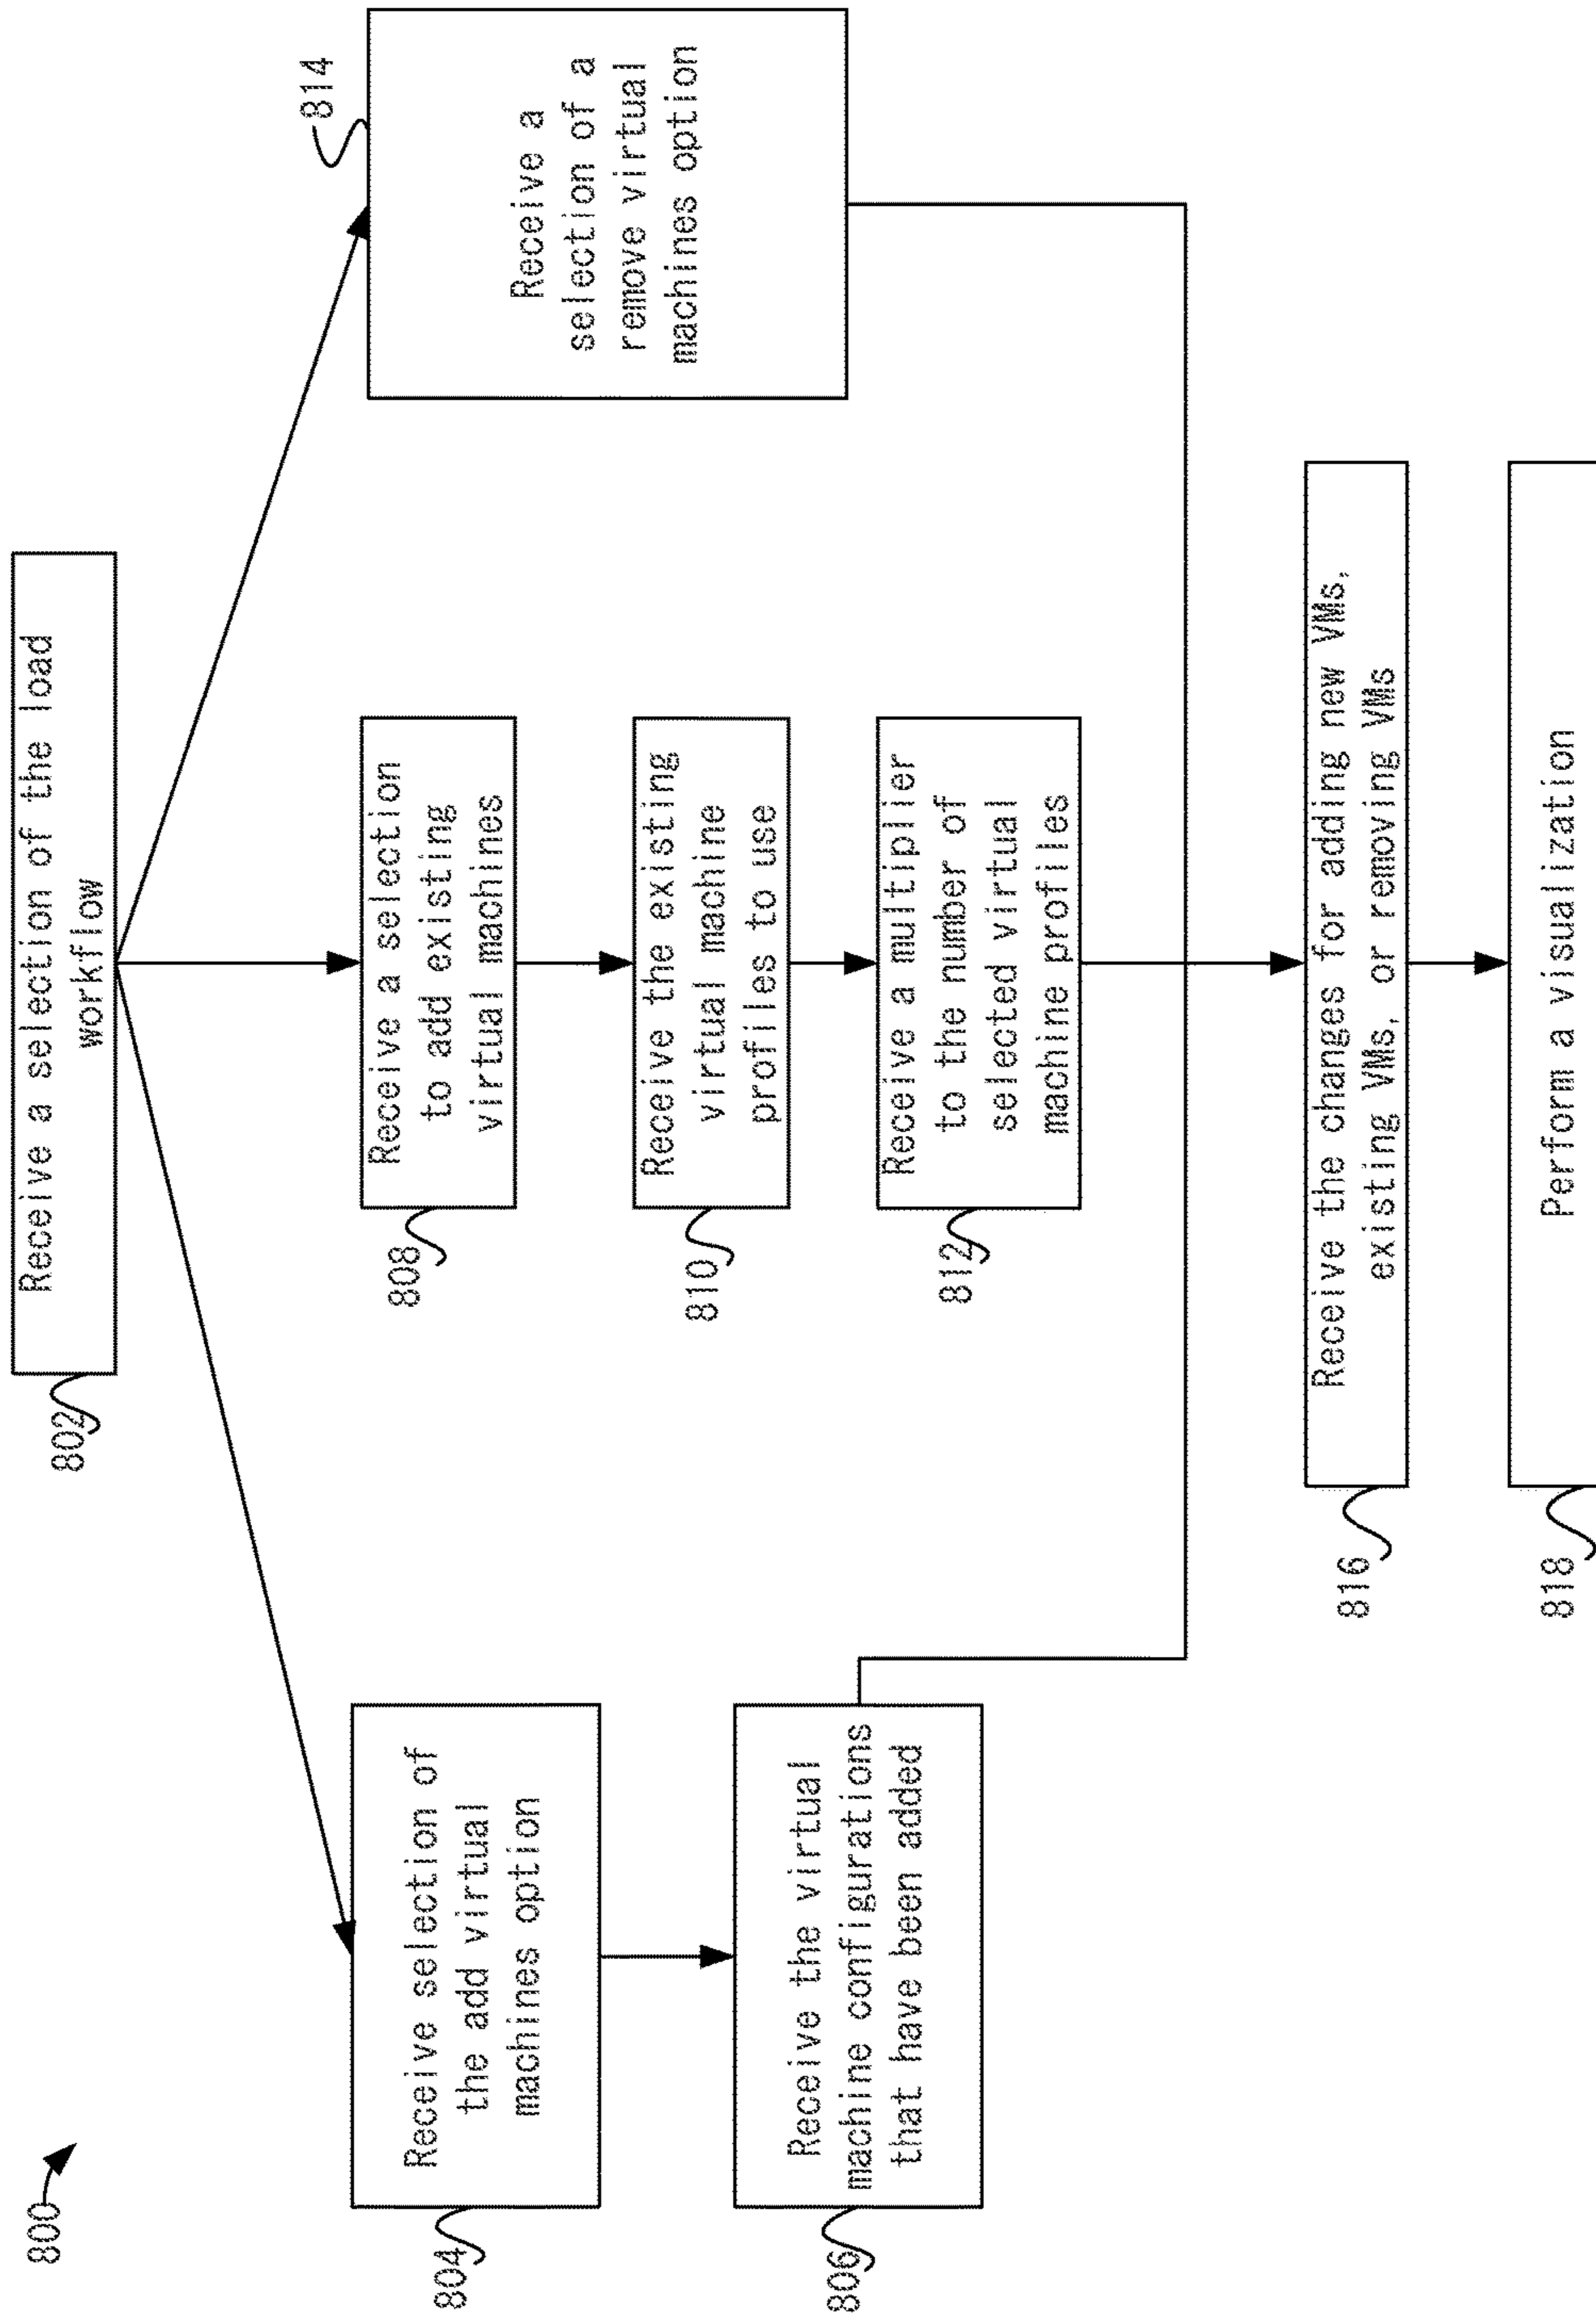 800
802
Receive a selection of the load
workflow
804
Receive selection of
the add virtual
machines option
806
Receive the virtual
machine configurations
that have been added
808
Receive a selection
to add existing
virtual machines
810
Receive the existing
virtual machine
profiles to use
812
Receive a multiplier
to the number of
selected virtual
machine profiles
814
Receive a
selection of a
remove virtual
machines option
816
Receive the changes for adding new VMs,
existing VMs, or removing VMs
818
Perform a visualization